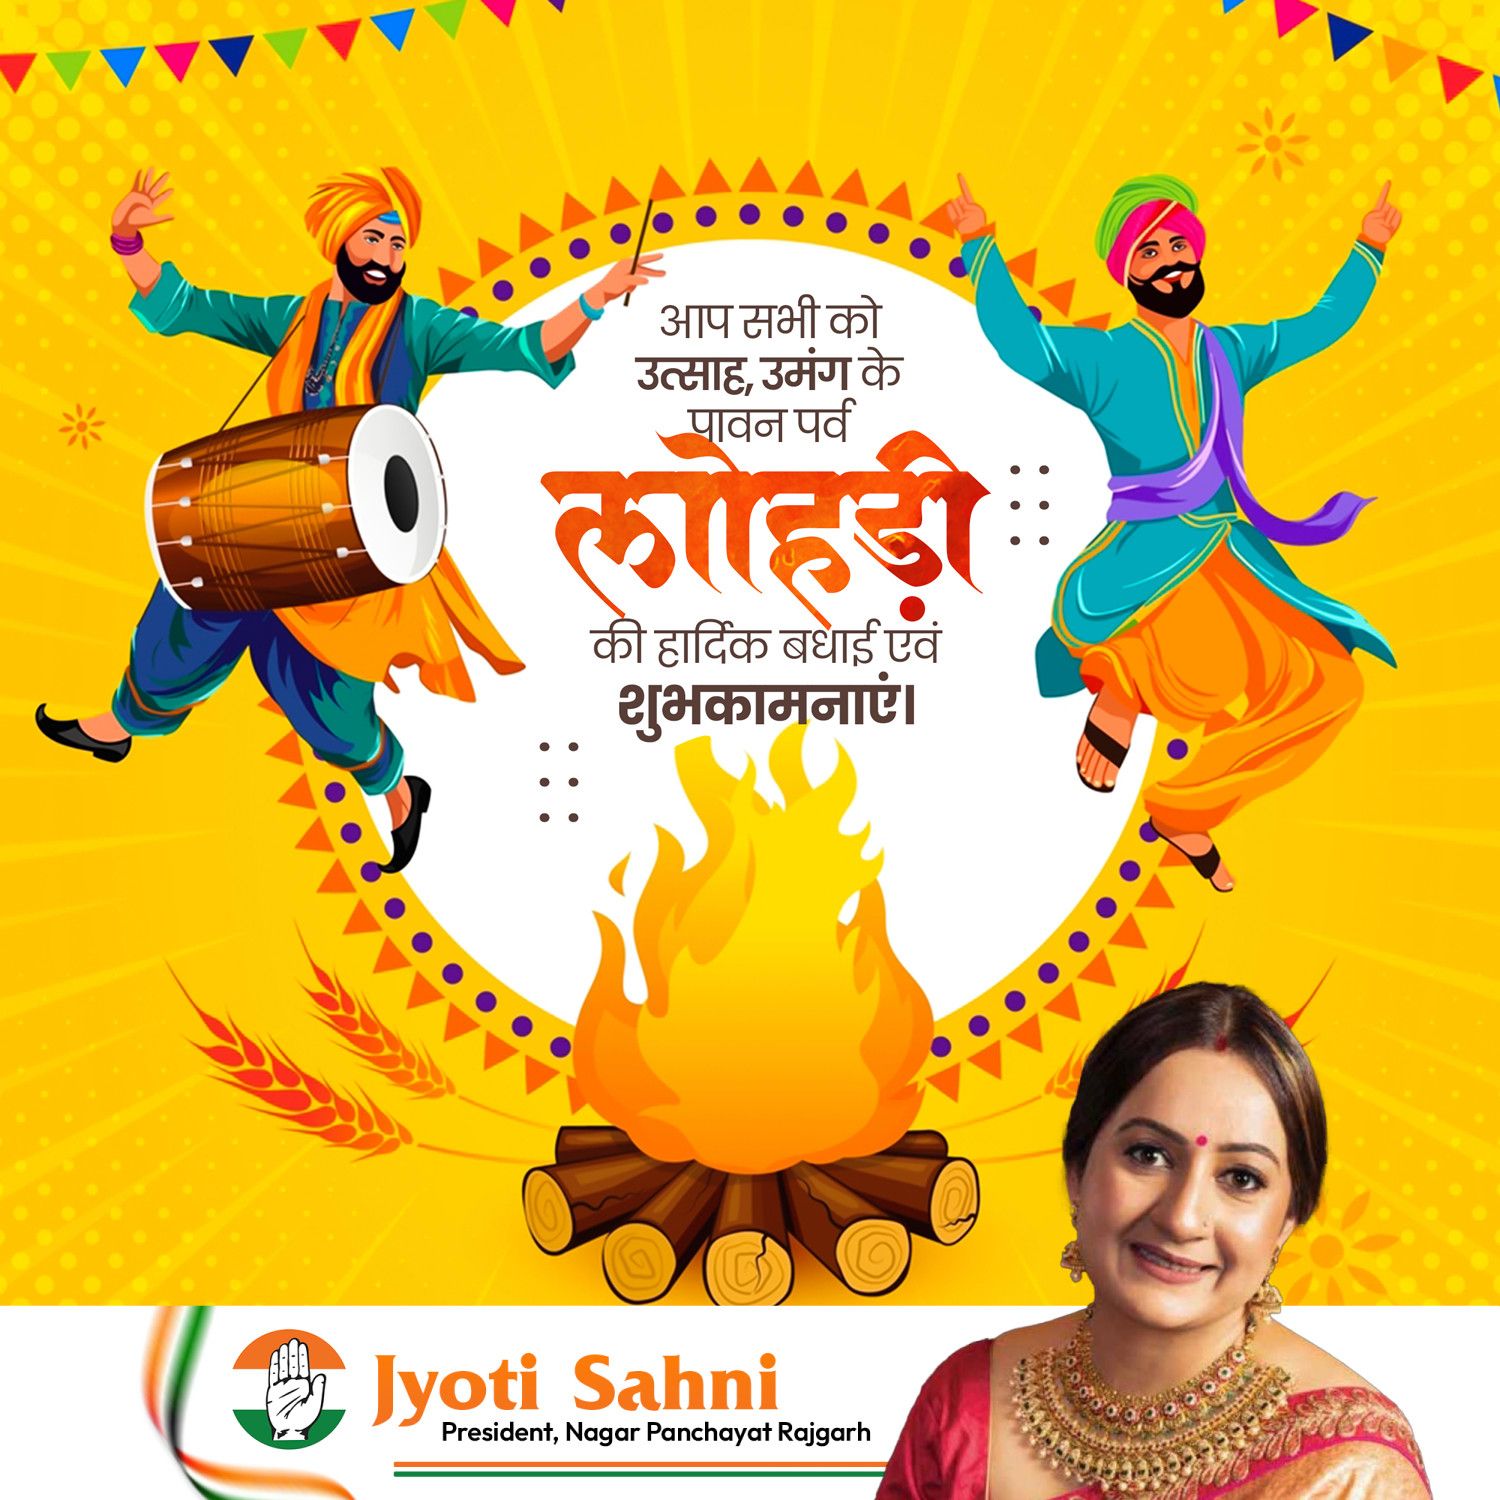 आप सभी को
उत्साह, उमंग के
पावन पर्व
लोहड़ी
की हार्दिक बधाई एवं
शुभकामनाएं।
Jyoti Sahni
President, Nagar Panchayat Rajgarh